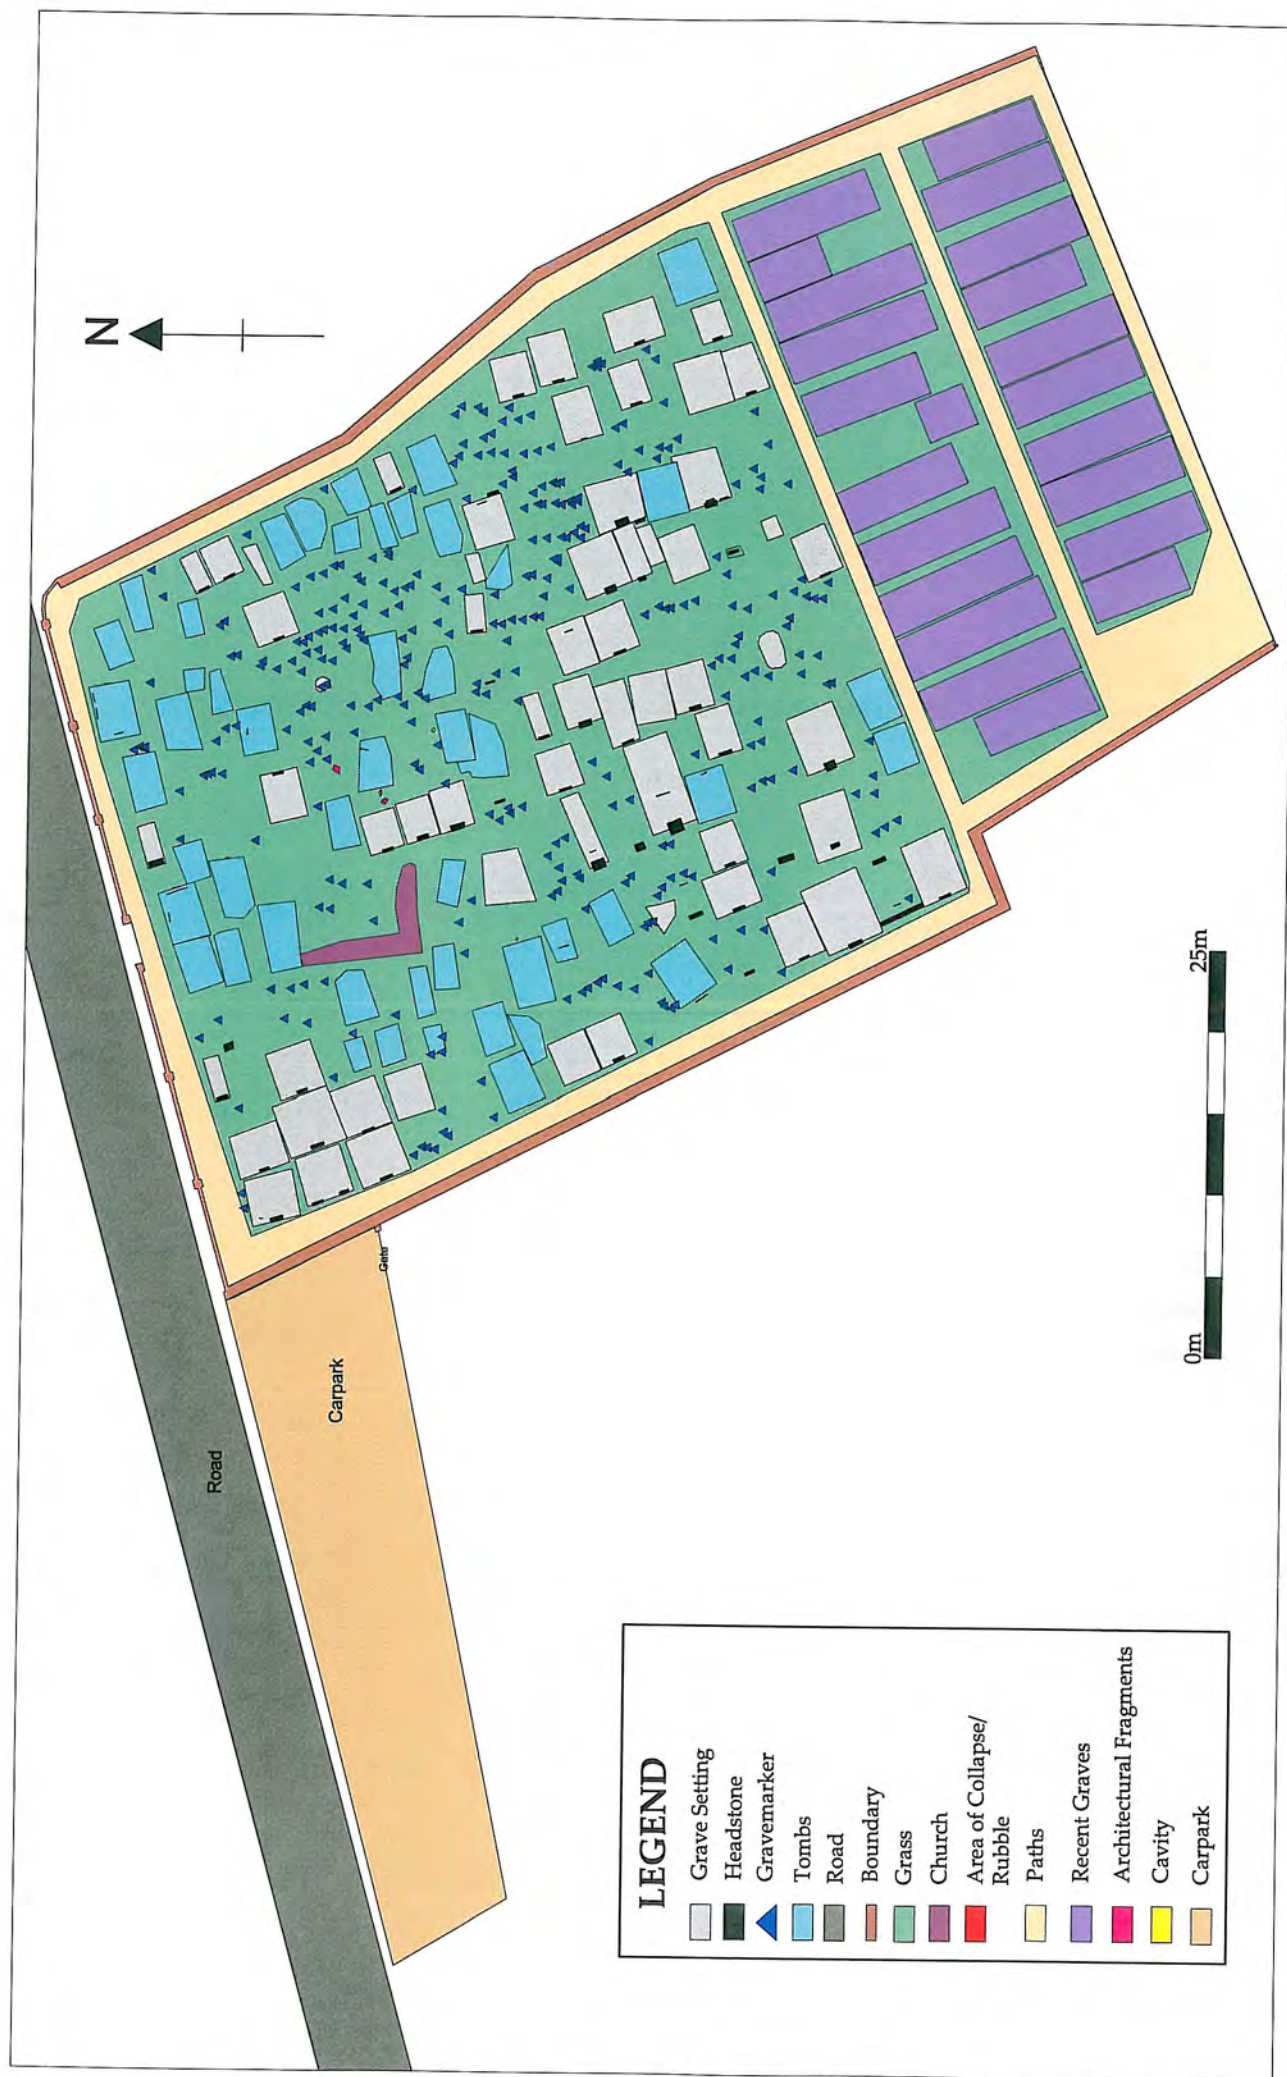 N
Road
Carpark
Gate
0m
25m
LEGEND
Grave Setting
Headstone
Gravemarker
Tombs
Road
Boundary
Grass
Church
Area of Collapse/
Rubble
Paths
Recent Graves
Architectural Fragments
Cavity
Carpark